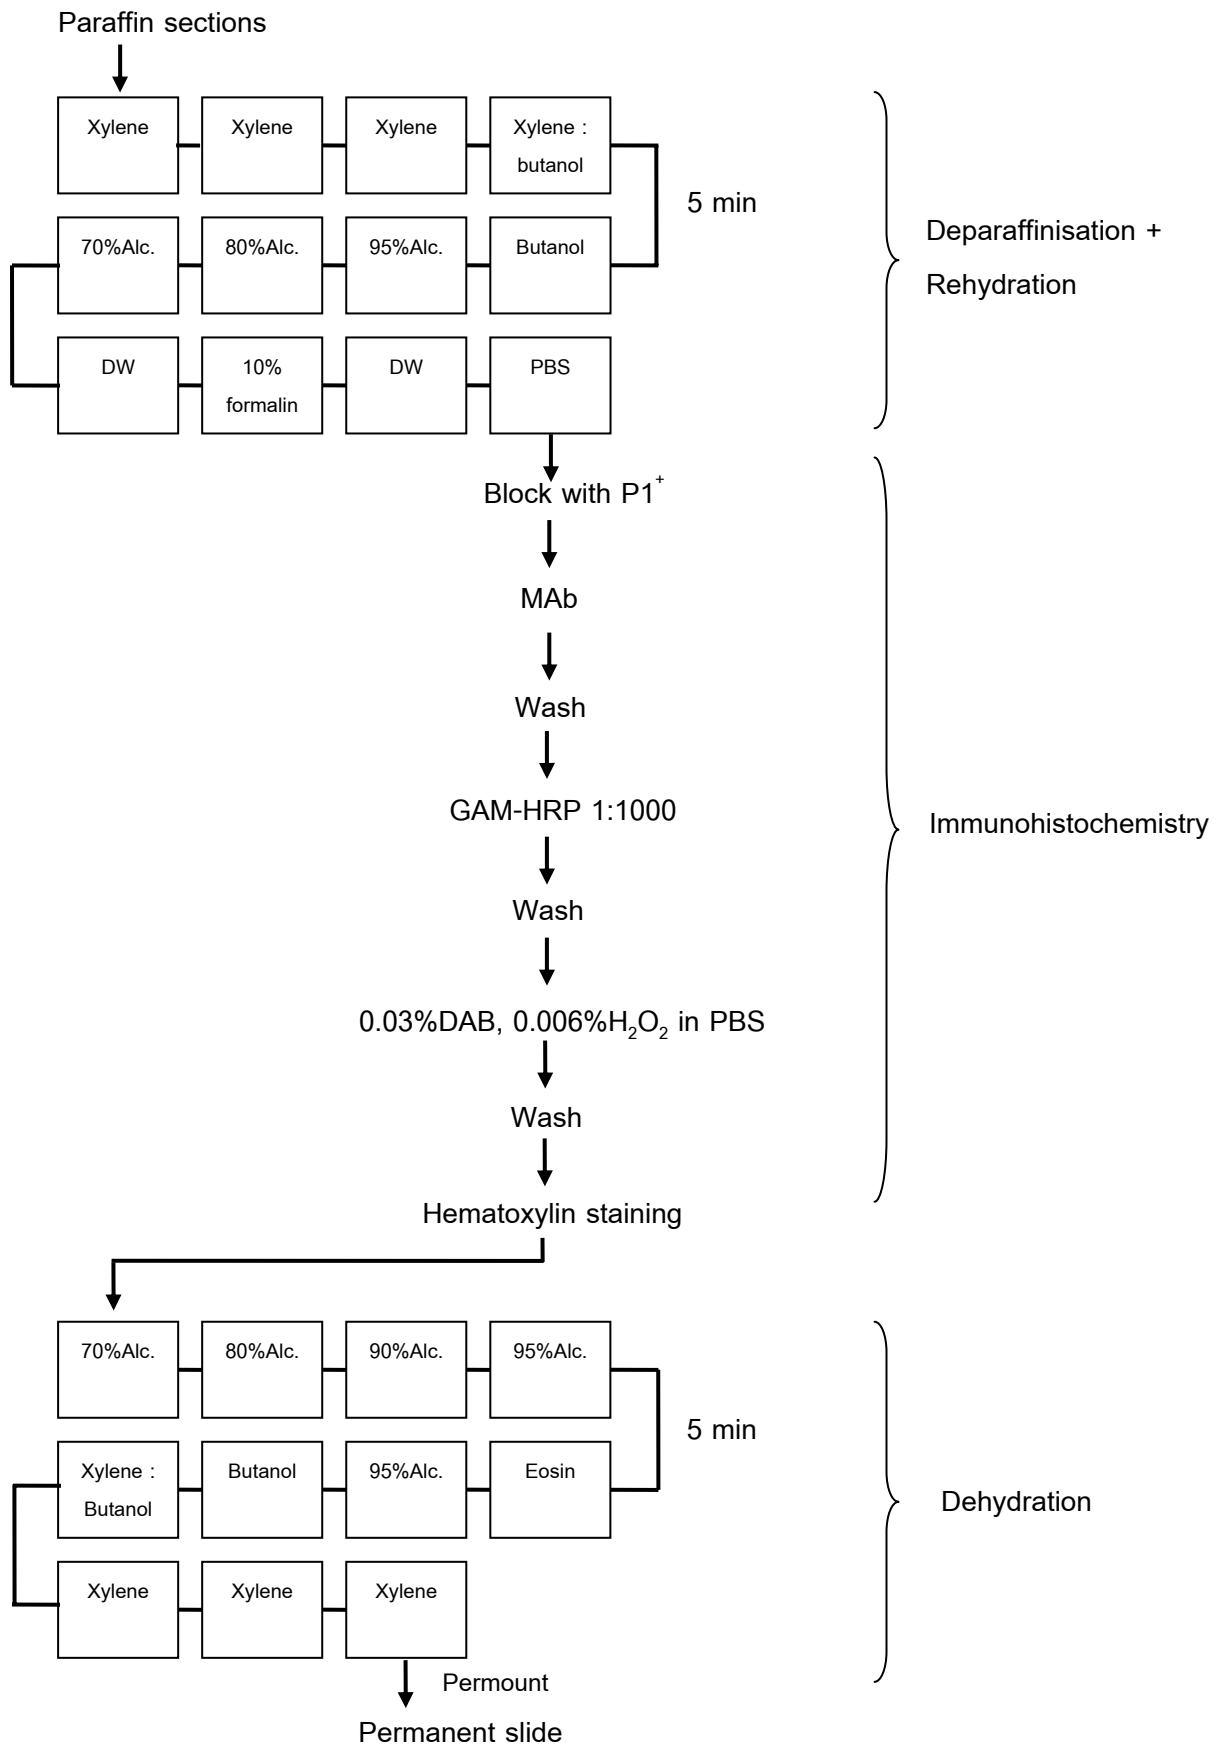 Paraffin sections
Xylene
Xylene
Xylene
Xylene :
butanol
5 min
70%Alc.
80%Alc.
95%Alc.
Butanol
DW
10%
formalin
DW
PBS
Deparaffinisation +
Rehydration
Block with P1⁺
MAb
Wash
GAM-HRP 1:1000
Wash
0.03%DAB, 0.006%H₂O₂ in PBS
Wash
Hematoxylin staining
Immunohistochemistry
70%Alc.
80%Alc.
90%Alc.
95%Alc.
5 min
Xylene :
Butanol
Butanol
95%Alc.
Eosin
Xylene
Xylene
Xylene
Dehydration
Permount
Permanent slide